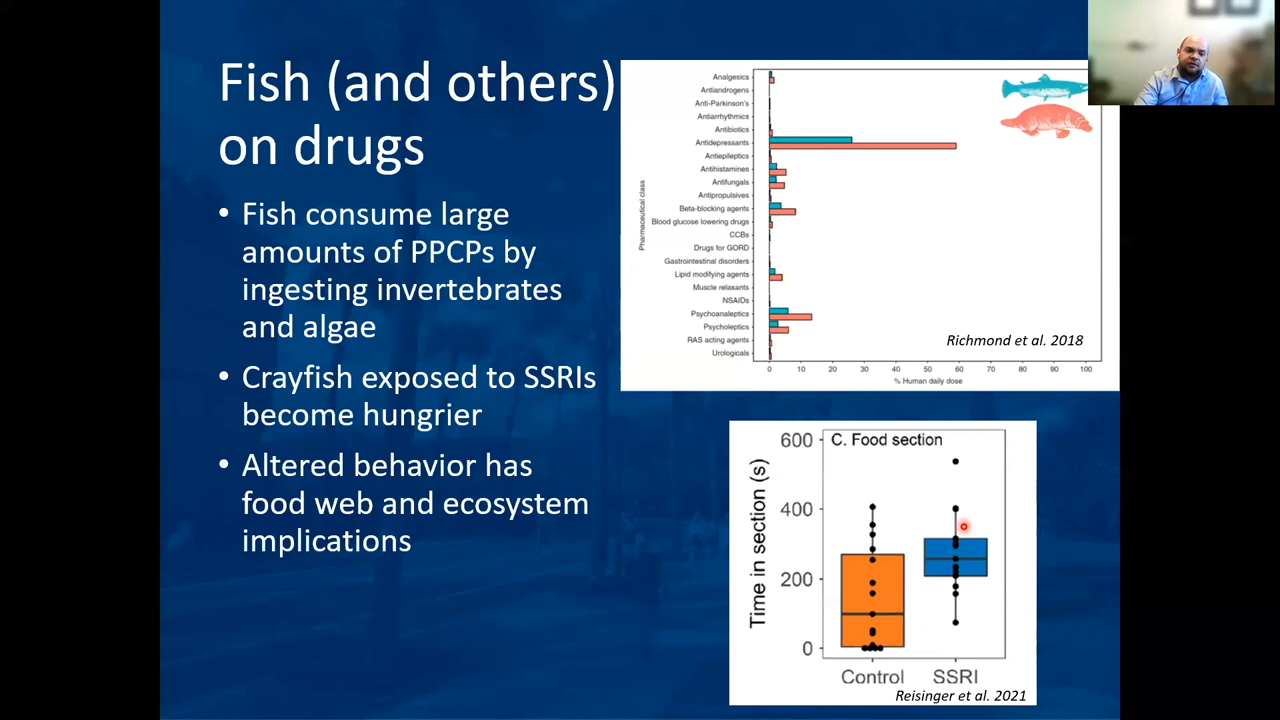 Fish (and others)
on drugs
• Fish consume large
amounts of PPCPs by
ingesting invertebrates
and algae
• Crayfish exposed to SSRIs
become hungrier
• Altered behavior has
food web and ecosystem
implications
Pharmaceutical class
Analgesics
Antiandrogens
Anti-Parkinson's
Antiarrhythmics
Antibiotics
Antidepressants
Antiepileptics
Antihistamines
Antifungals
Antipropulsives
Beta-blocking agents
Blood glucose lowering drugs
CCBs
Drugs for GORD
Gastrointestinal disorders
Lipid modifying agents
Muscle relaxants
NSAIDs
Psychoanaleptics
Psycholeptics
RAS acting agents
Urologicals
Richmond et al. 2018
0 10 20 30 40 50 60 70 80 90 100
% Human daily dose
C. Food section
Time in section (s)
600
400
200
0
Control SSRI
Reisinger et al. 2021